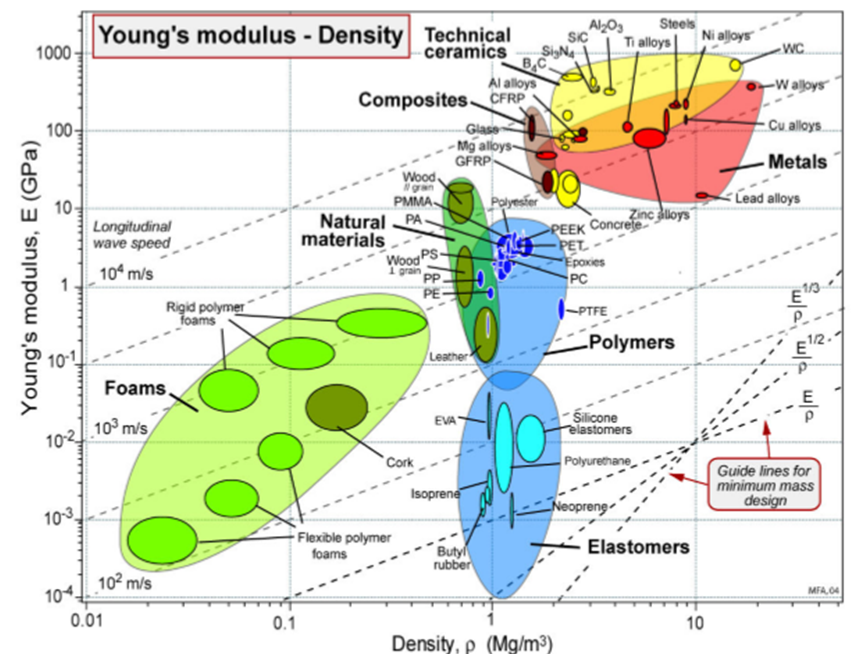 Young's modulus - Density
Technical
ceramics
Al2O3
SiC
Si3N4
B4C
Steels
Ti alloys
Ni alloys
WC
W alloys
Al alloys
CFRP
Composites
Glass
Mg alloys
GFRP
Cu alloys
Metals
Lead alloys
Zinc alloys
Concrete
Wood
// grain
PMMA
PA
Polyester
Natural
materials
PS
Wood
⊥ grain
PP
PE
PEEK
PET
Epoxies
PC
PTFE
Leather
Polymers
Longitudinal
wave speed
10⁴ m/s
Rigid polymer
foams
Foams
10³ m/s
Cork
Flexible polymer
foams
10² m/s
EVA
Silicone
elastomers
Polyurethane
Isoprene
Neoprene
Butyl
rubber
Elastomers
E^1/3
ρ
E^1/2
ρ
E
ρ
Guide lines for
minimum mass
design
MFA, 04
Young's modulus, E (GPa)
1000
100
10
1
10⁻¹
10⁻²
10⁻³
10⁻⁴
0.01
0.1
1
10
Density, ρ (Mg/m³)